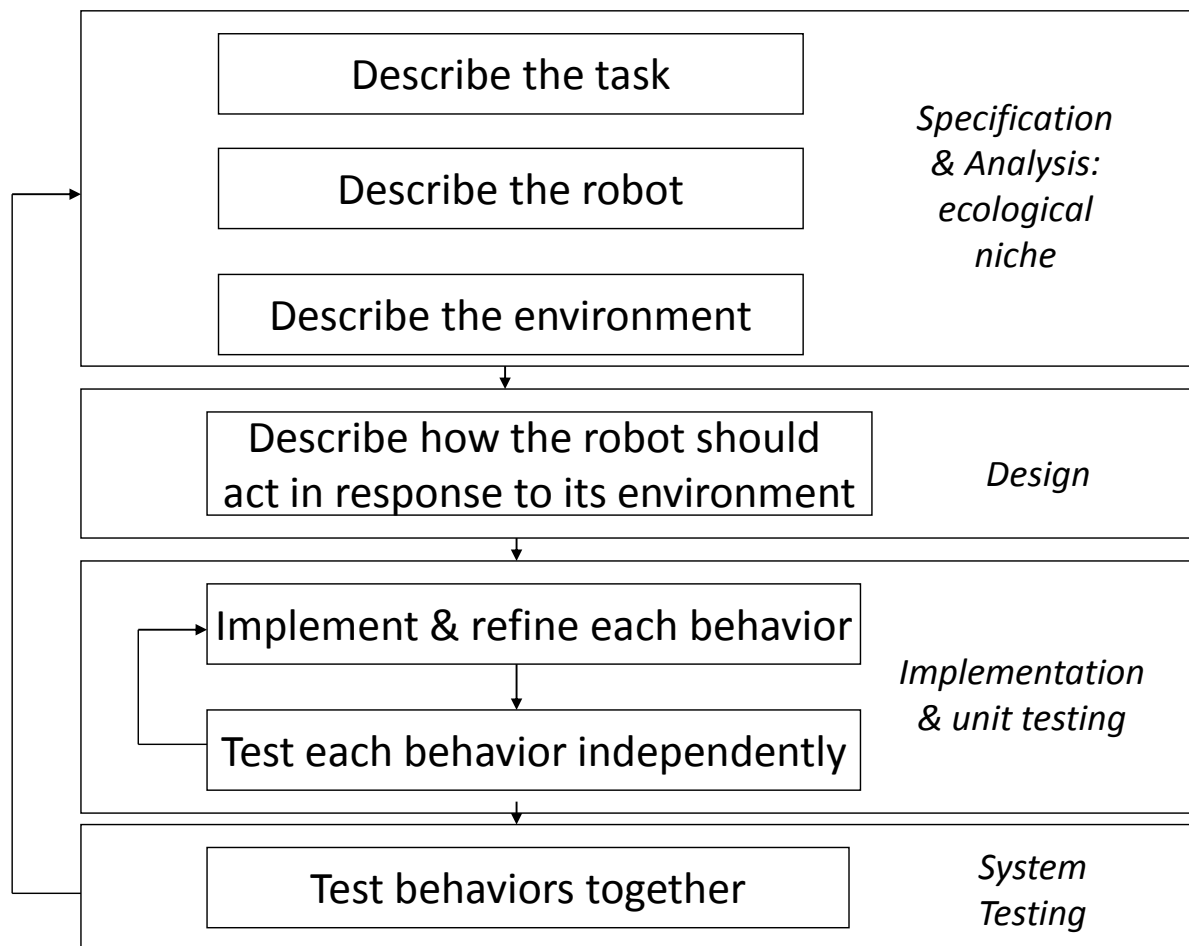 Describe the task
Describe the robot
Describe the environment
Specification
& Analysis:
ecological
niche
Describe how the robot should
act in response to its environment
Design
Implement & refine each behavior
Test each behavior independently
Implementation
& unit testing
Test behaviors together
System
Testing